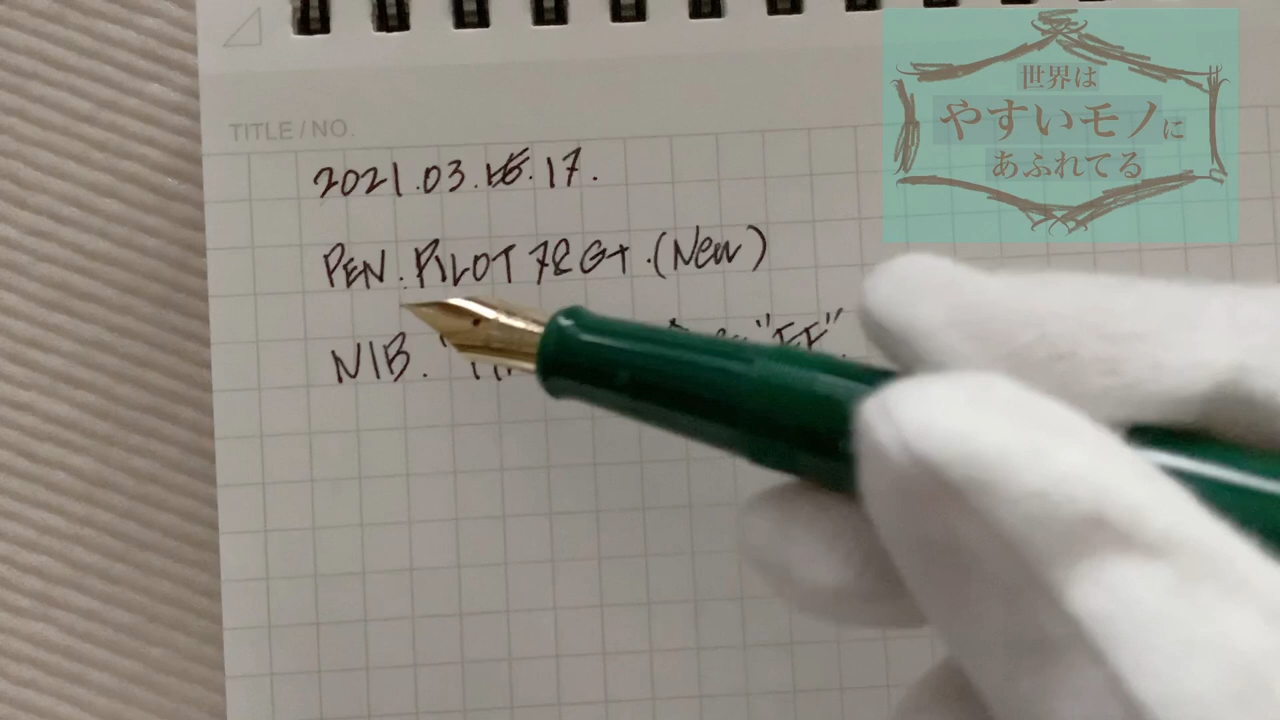 世界は
やすいモノに
あふれてる
TITLE / NO.
2021.03.16.17.
PEN. PILOT 78G+.(New)
NIB. "EF".